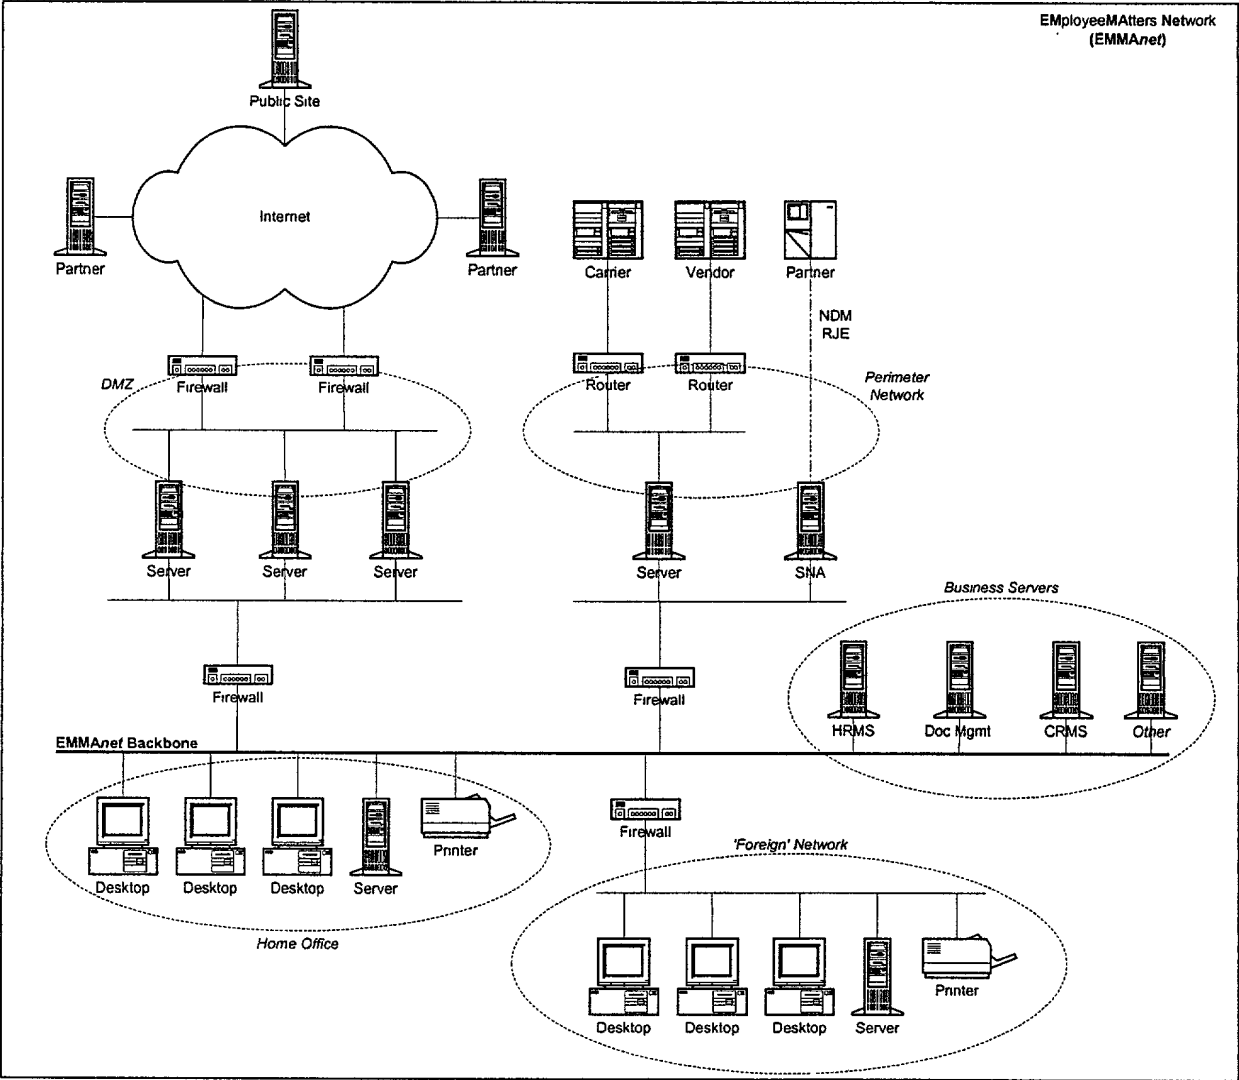 EMployeeMAtters Network
(EMMAnet)
Public Site
Internet
Partner
Partner
Carrier
Vendor
Partner
NDM
RJE
DMZ
Firewall
Firewall
Router
Router
Perimeter
Network
Server
Server
Server
Server
SNA
Business Servers
Firewall
Firewall
HRMS
Doc Mgmt
CRMS
Other
EMMAnet Backbone
Desktop
Desktop
Desktop
Server
Printer
Firewall
Home Office
'Foreign' Network
Desktop
Desktop
Desktop
Server
Printer